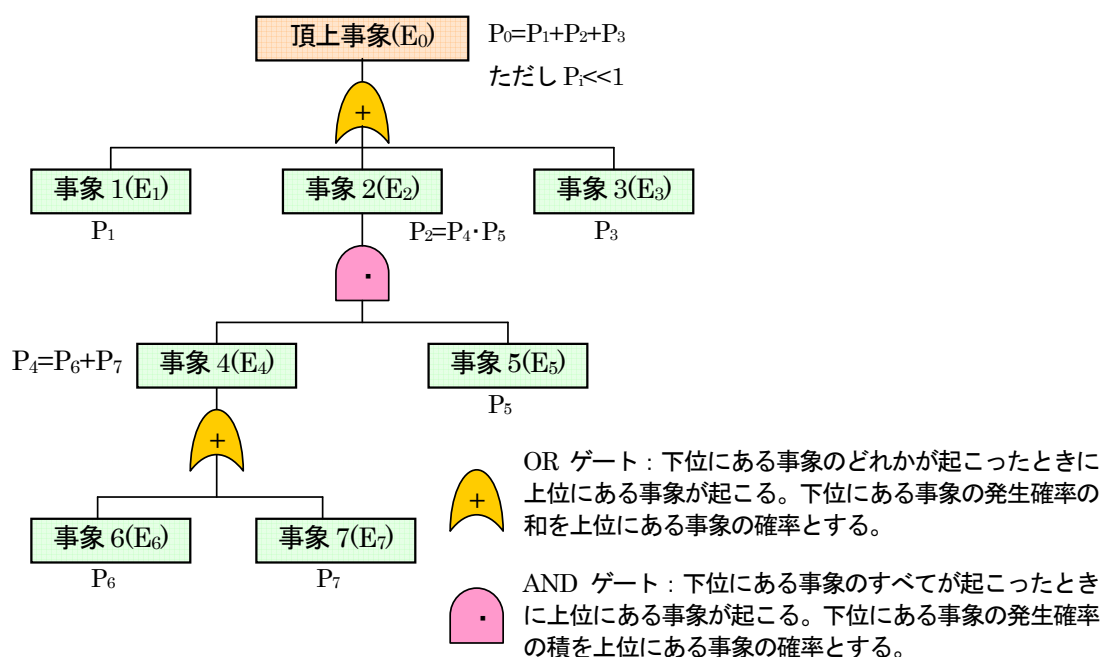 頂上事象(E₀)
P₀=P₁+P₂+P₃
ただし Pᵢ<<1
+
事象 1(E₁)
事象 2(E₂)
事象 3(E₃)
P₁
P₂=P₄･P₅
P₃
･
P₄=P₆+P₇
事象 4(E₄)
事象 5(E₅)
P₅
+
事象 6(E₆)
事象 7(E₇)
P₆
P₇
+
OR ゲート：下位にある事象のどれかが起こったときに
上位にある事象が起こる。下位にある事象の発生確率の
和を上位にある事象の確率とする。
･
AND ゲート：下位にある事象のすべてが起こったとき
に上位にある事象が起こる。下位にある事象の発生確率
の積を上位にある事象の確率とする。